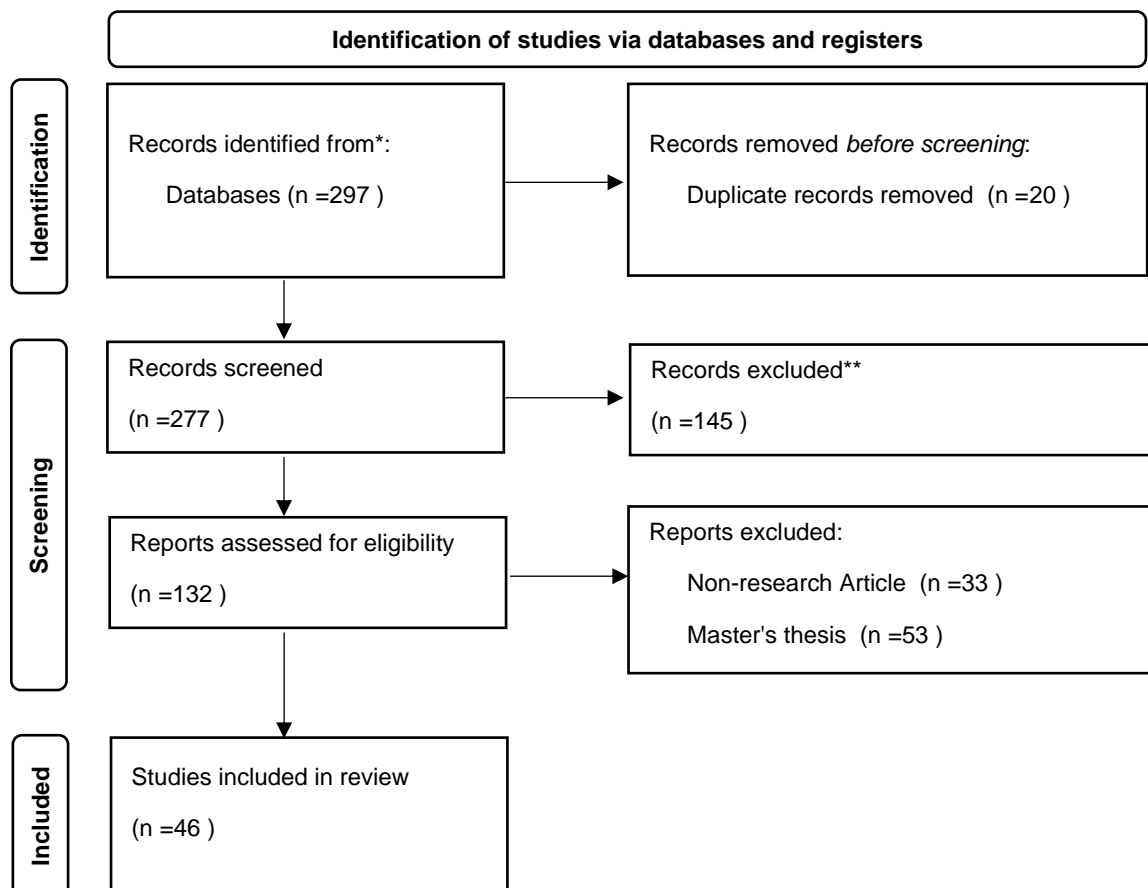 Identification of studies via databases and registers
Identification
Records identified from*:
Databases (n =297 )
Records removed before screening:
Duplicate records removed (n =20 )
Screening
Records screened
(n =277 )
Records excluded**
(n =145 )
Reports assessed for eligibility
(n =132 )
Reports excluded:
Non-research Article (n =33 )
Master's thesis (n =53 )
Included
Studies included in review
(n =46 )